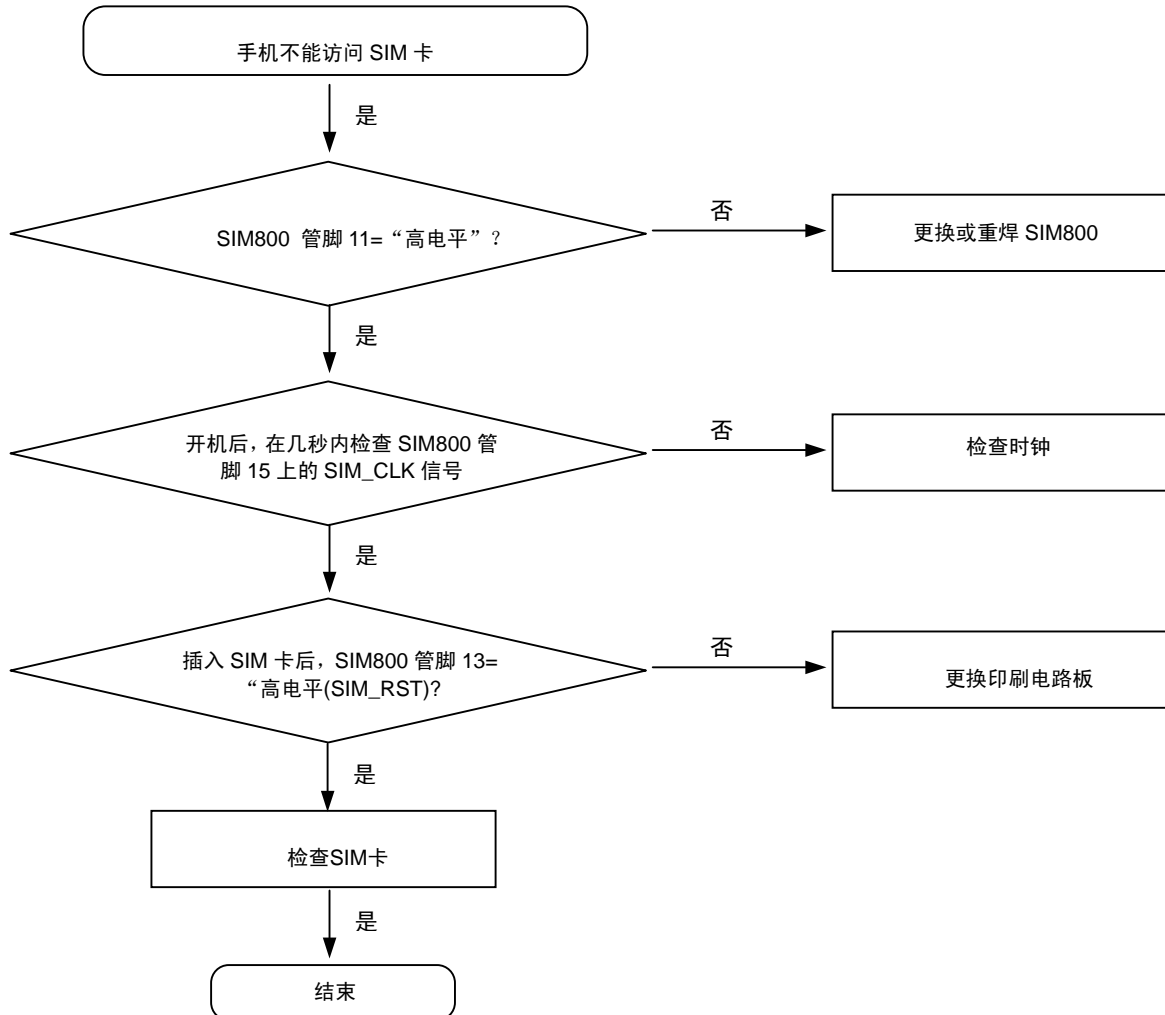 手机不能访问 SIM 卡
是
SIM800 管脚 11=“高电平”?
否
更换或重焊 SIM800
是
开机后，在几秒内检查 SIM800 管
脚 15 上的 SIM_CLK 信号
否
检查时钟
是
插入 SIM 卡后，SIM800 管脚 13=
“高电平(SIM_RST)?
否
更换印刷电路板
是
检查SIM卡
是
结束